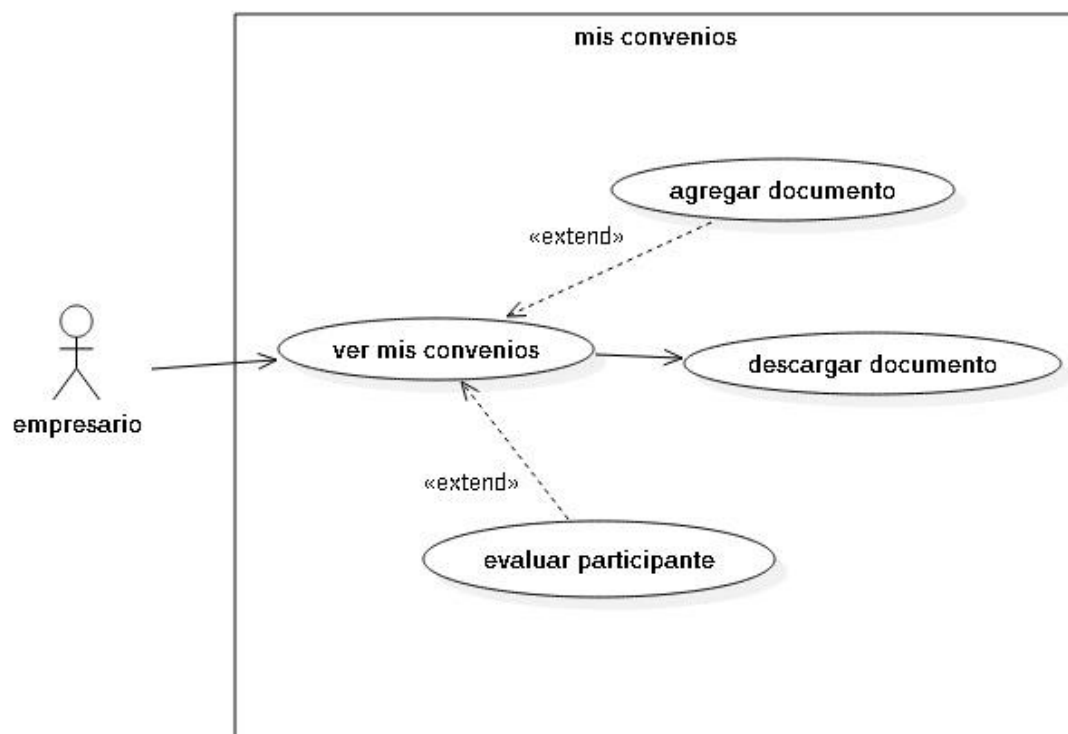 mis convenios
agregar documento
«extend»
ver mis convenios
descargar documento
empresario
«extend»
evaluar participante